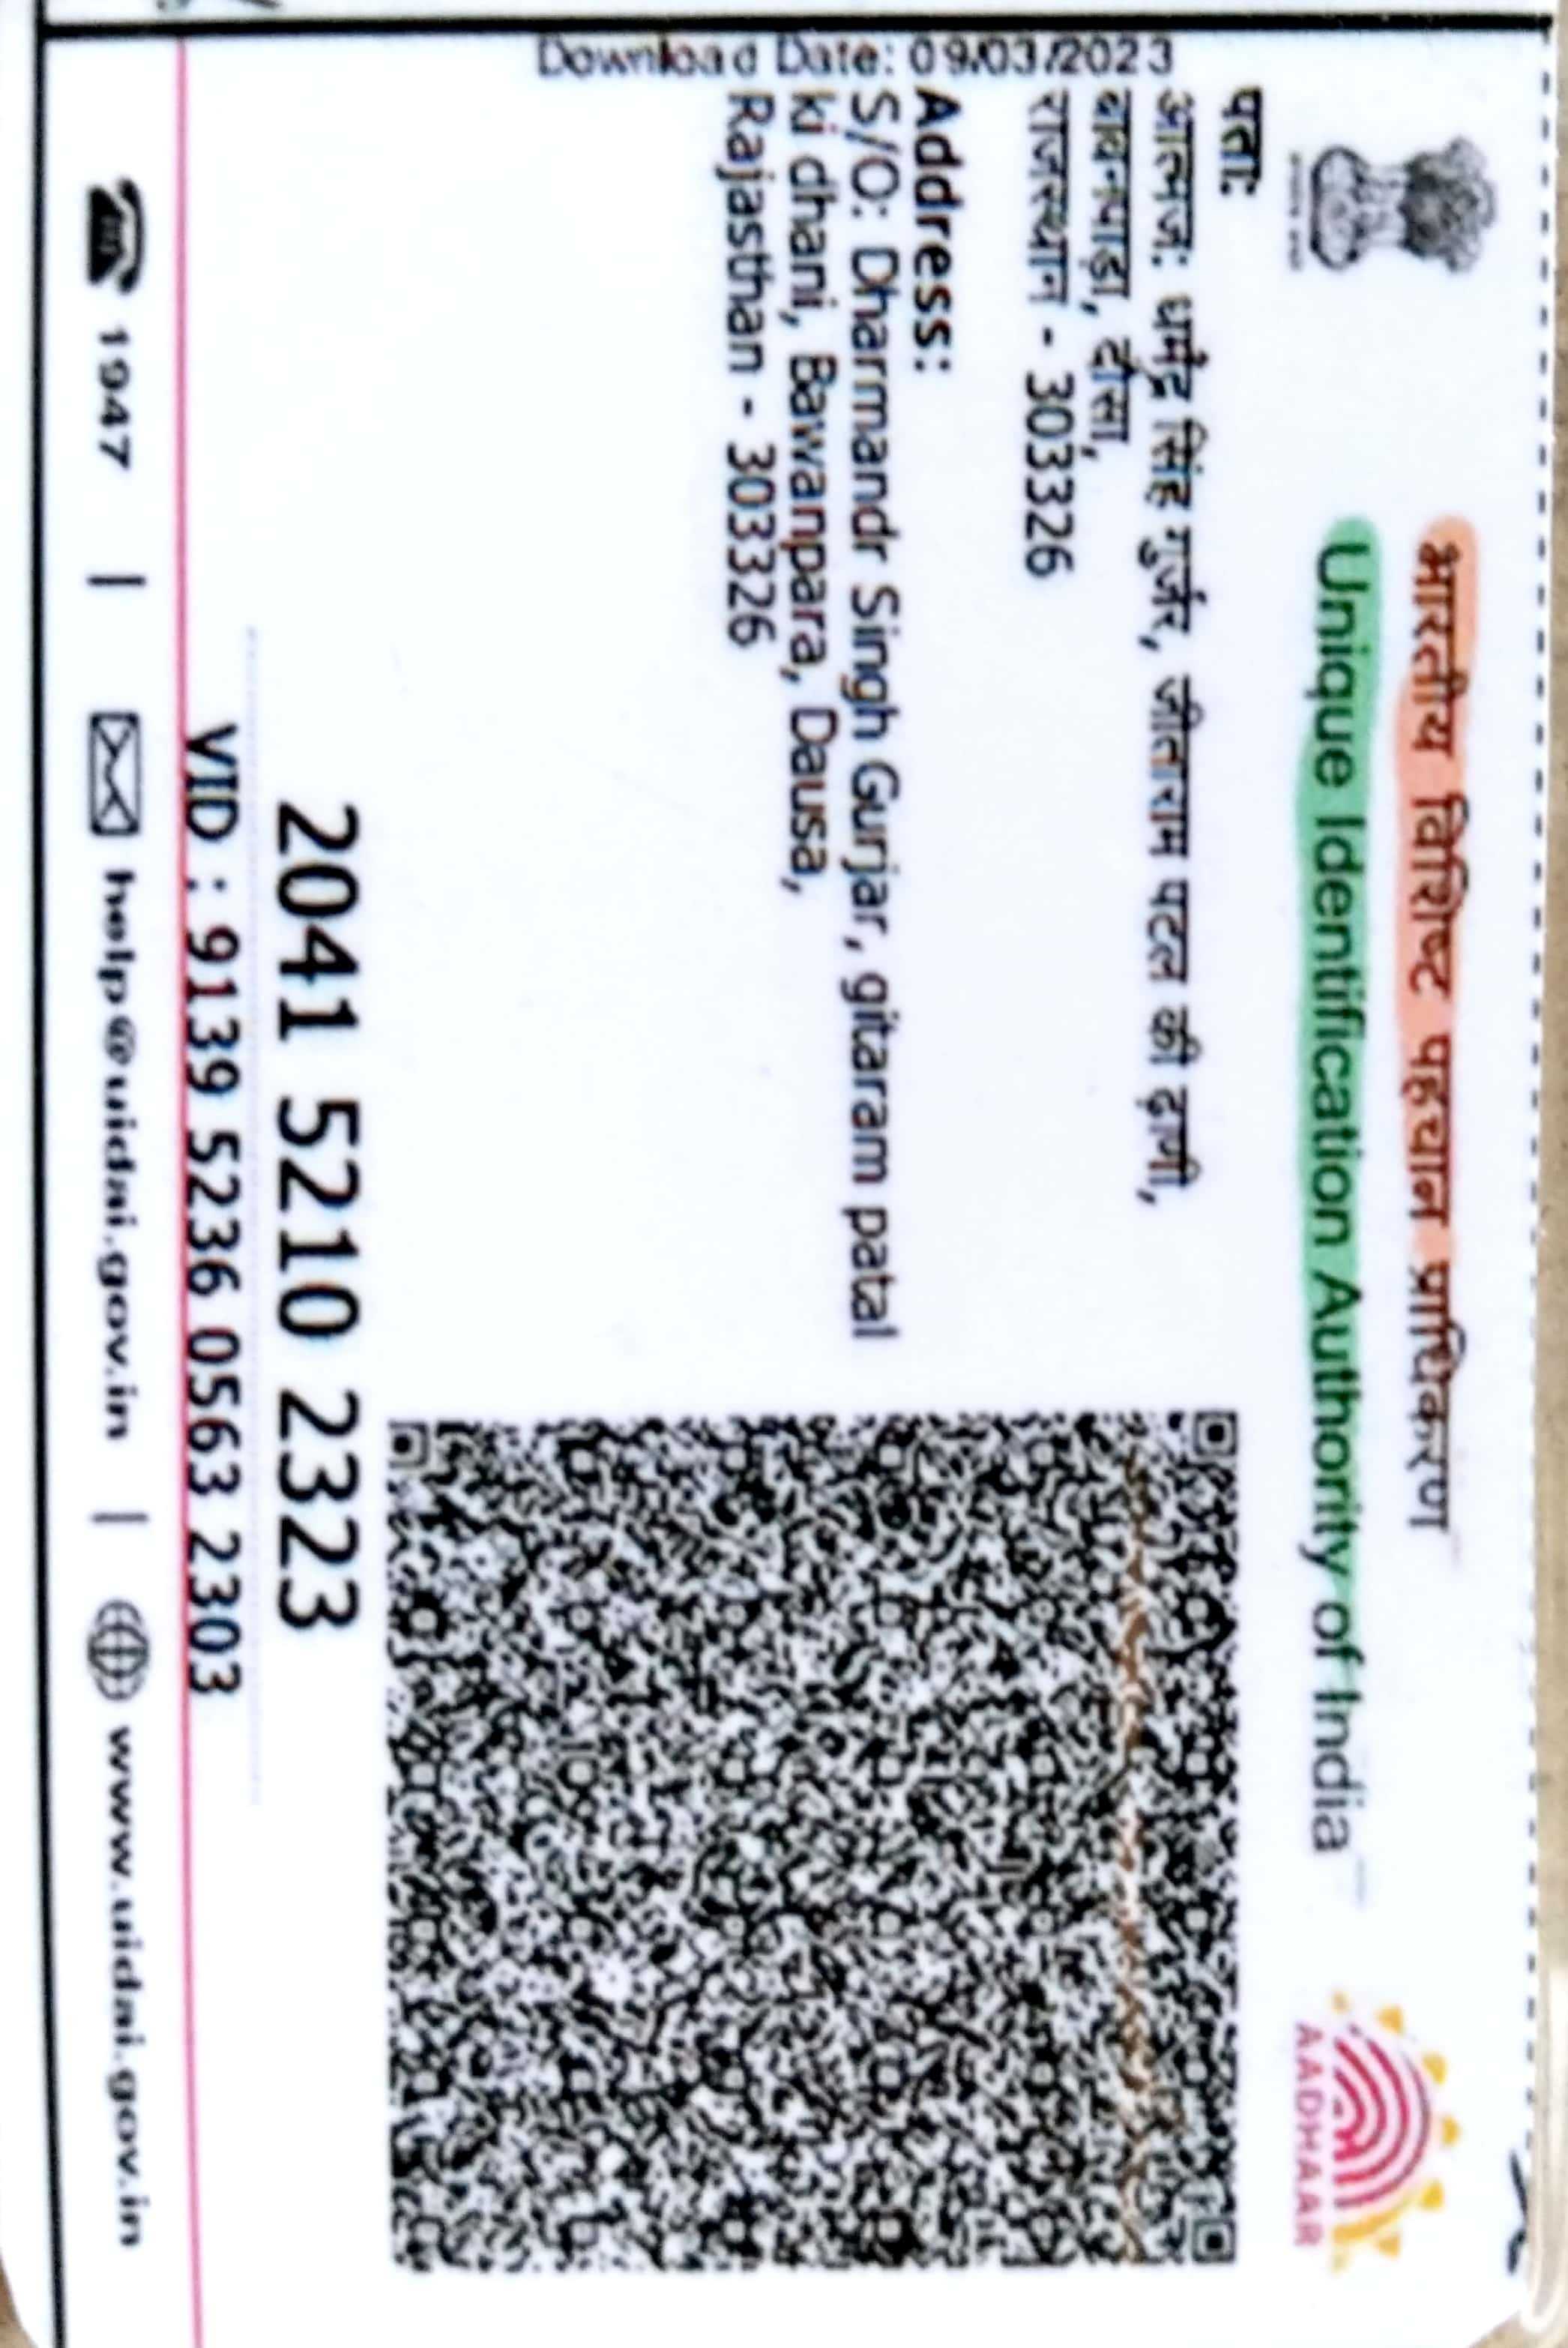 भारतीय विशिष्ट पहचान प्राधिकरण
Unique Identification Authority of India
AADHAAR
Download Date: 09/03/2023
पता:
आत्मज: धर्मेंद्र सिंह गुर्जर, जीताराम पटल की ढ़ाणी,
बावनपाड़ा, दौसा,
राजस्थान - 303326
Address:
S/O: Dharmandr Singh Gurjar, gitaram patal
ki dhani, Bawanpara, Dausa,
Rajasthan - 303326
2041 5210 2323
VID : 9139 5236 0563 2303
1947 | help@uidai.gov.in | www.uidai.gov.in